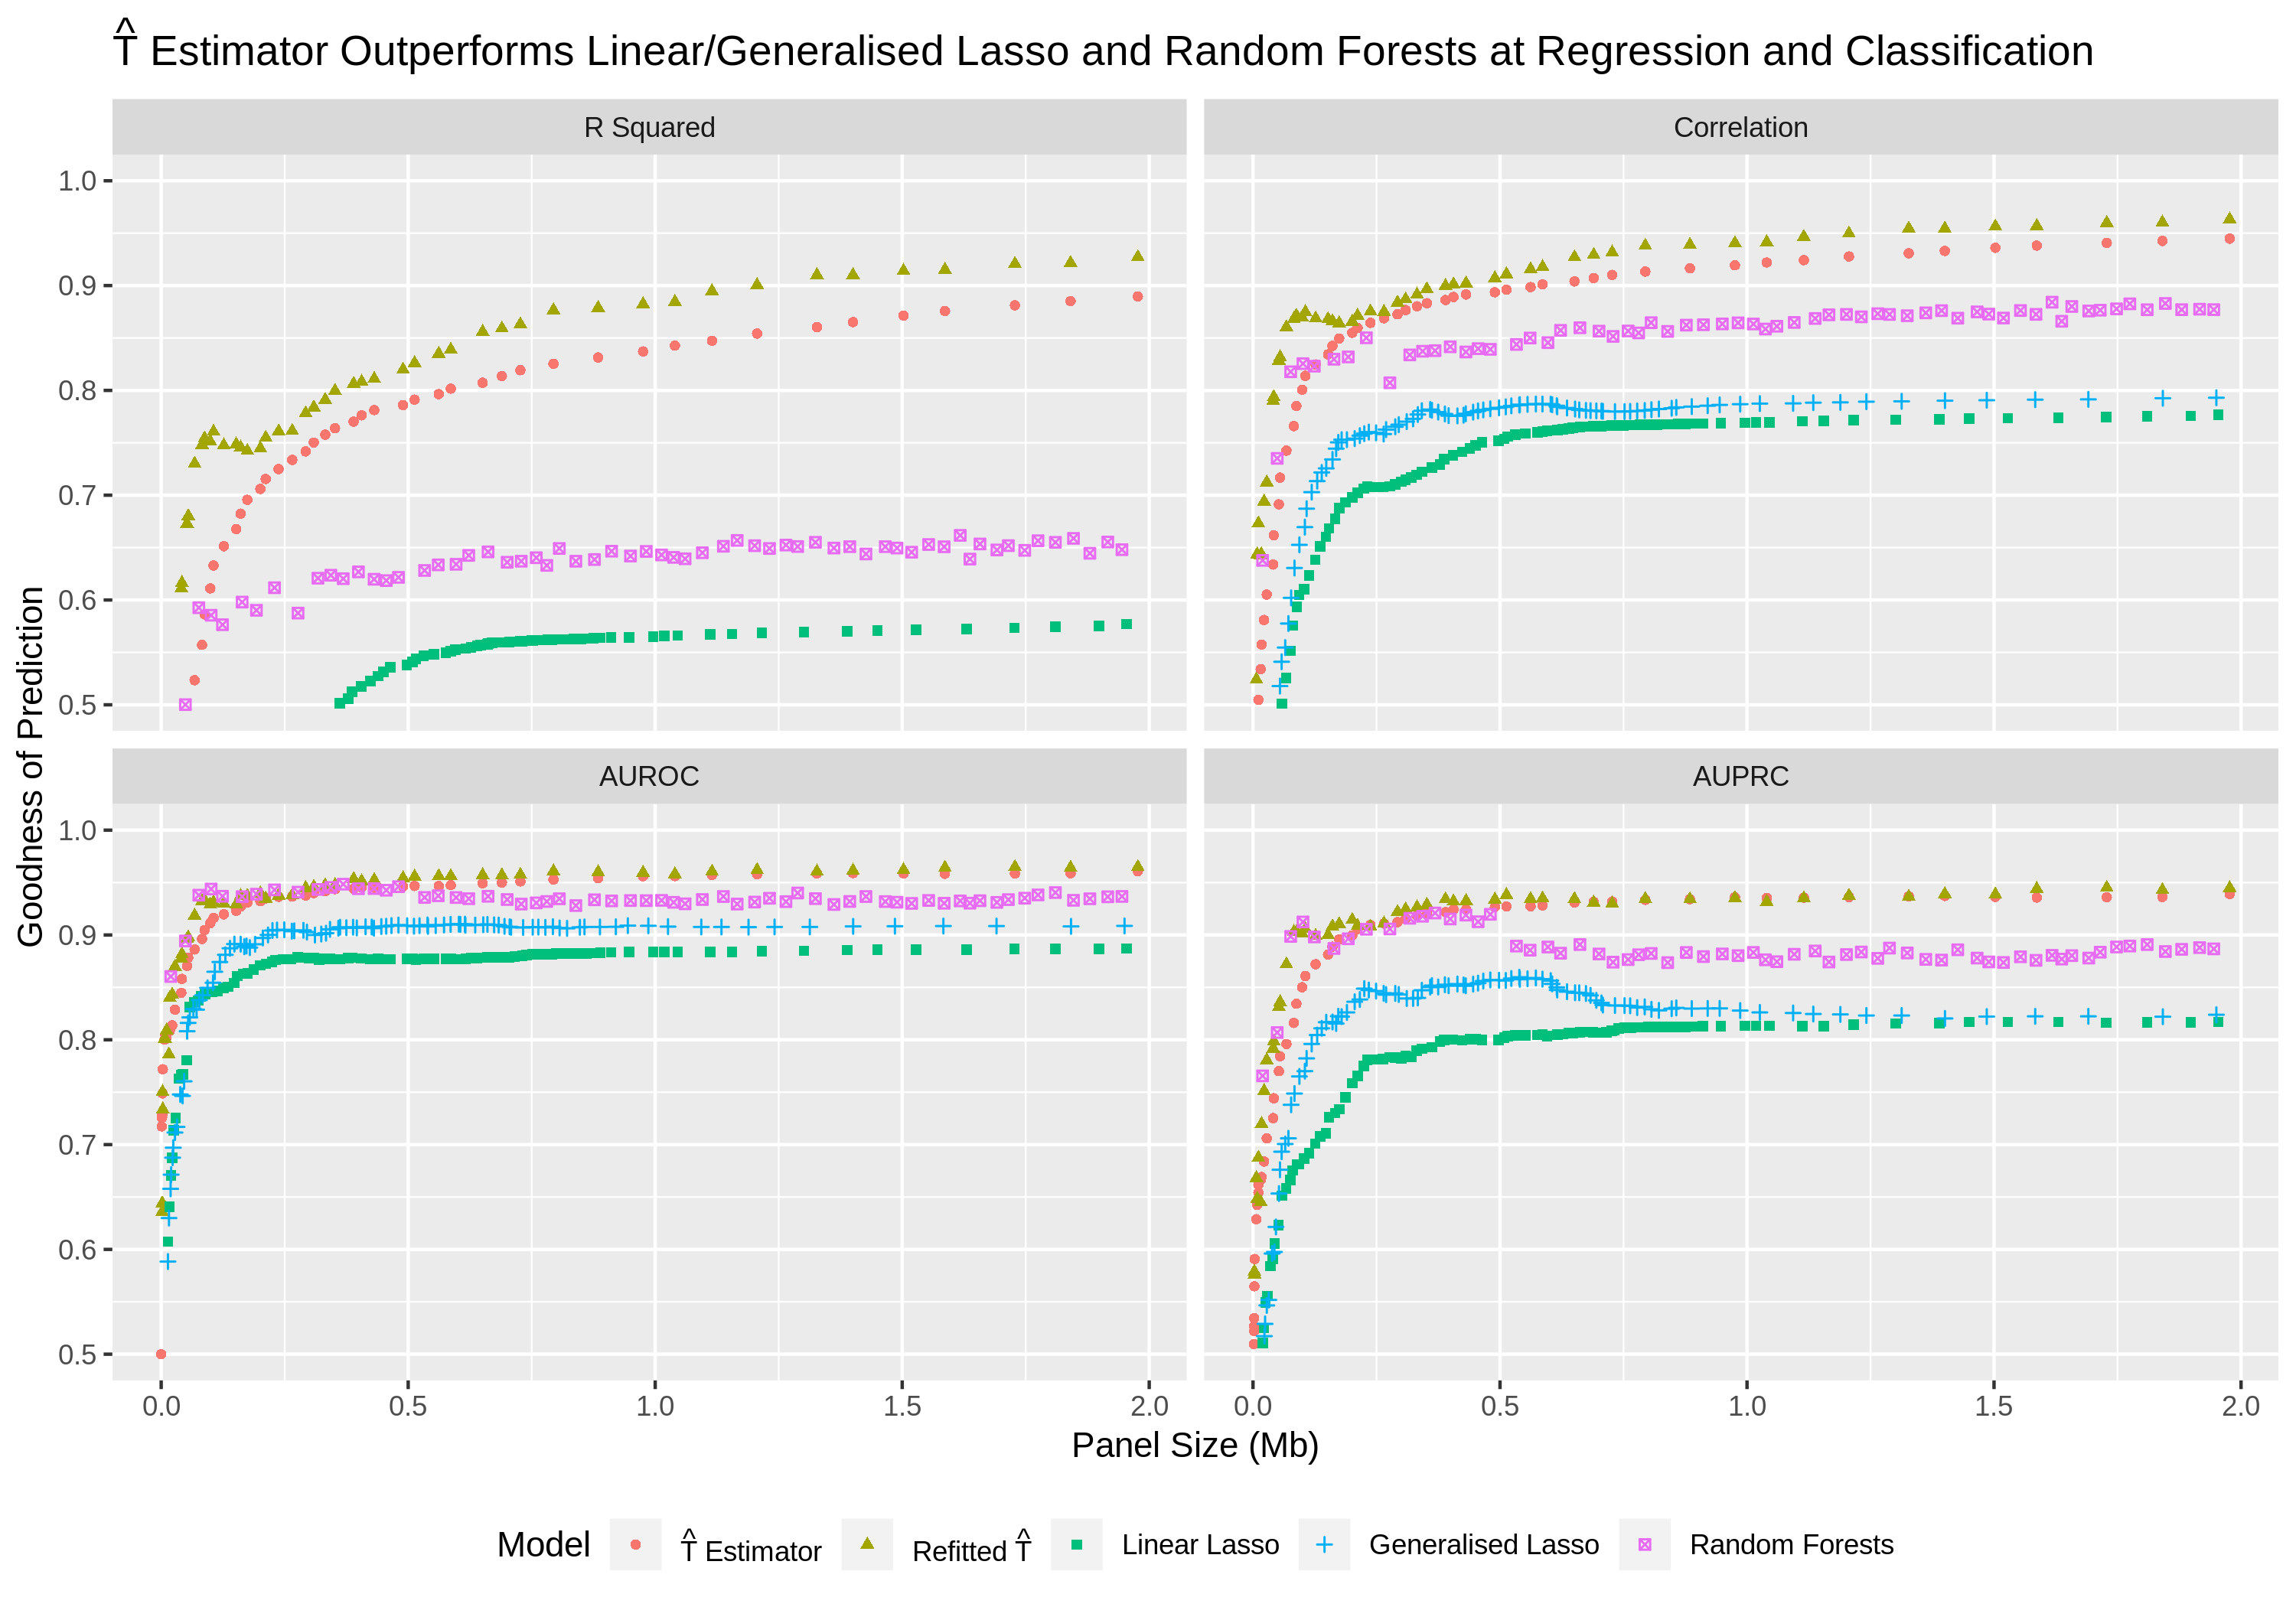 T̂ Estimator Outperforms Linear/Generalised Lasso and Random Forests at Regression and Classification
R Squared
Correlation
1.0
0.9
0.8
0.7
0.6
0.5
AUROC
AUPRC
1.0
0.9
0.8
0.7
0.6
0.5
Goodness of Prediction
0.0 0.5 1.0 1.5 2.0
0.0 0.5 1.0 1.5 2.0
Panel Size (Mb)
Model T̂ Estimator Refitted T̂ Linear Lasso Generalised Lasso Random Forests